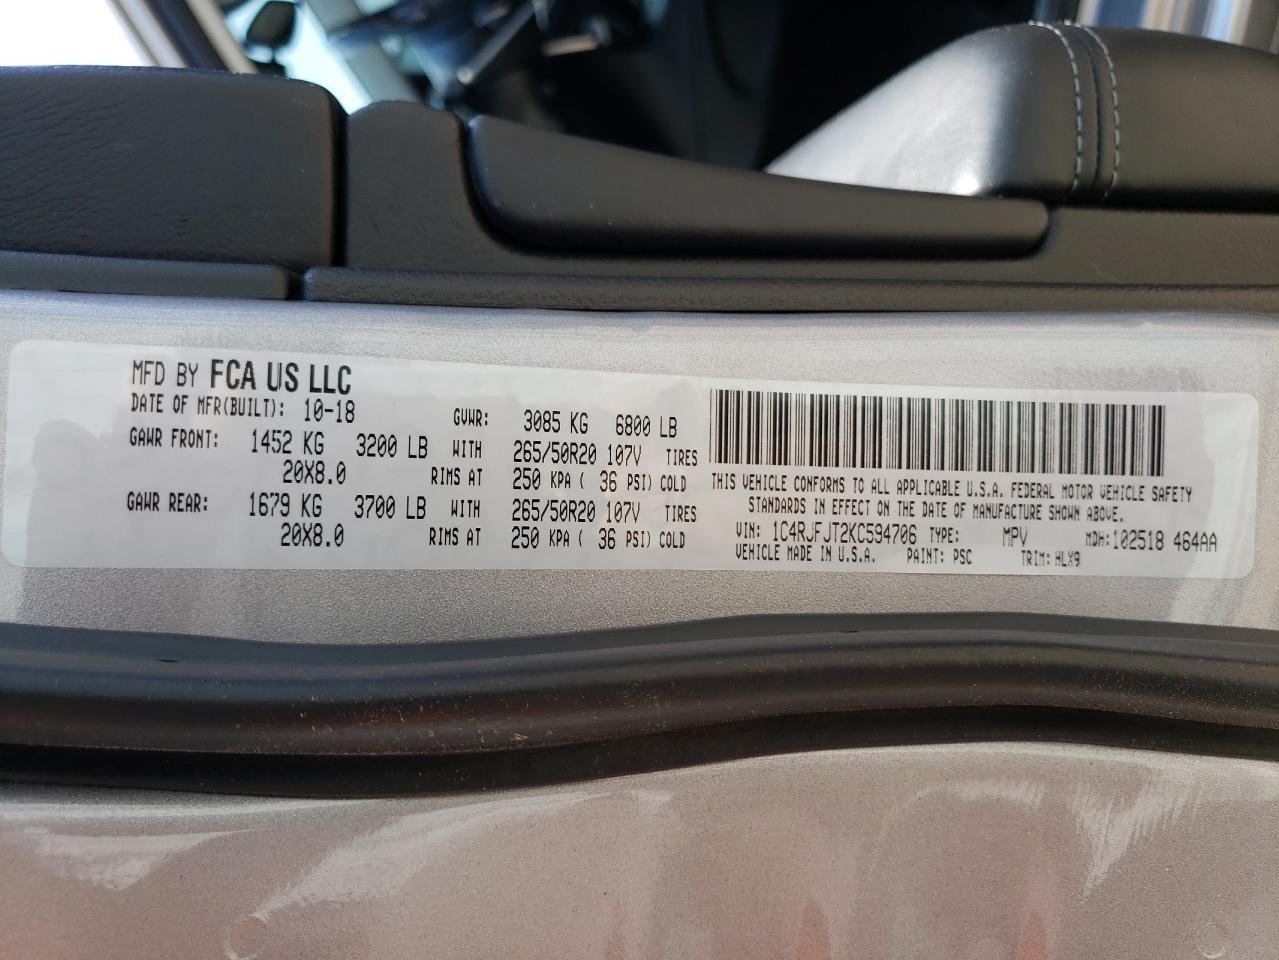 MFD BY FCA US LLC
DATE OF MFR(BUILT): 10-18 GVWR: 3085 KG 6800 LB
GAWR FRONT: 1452 KG 3200 LB WITH 265/50R20 107V TIRES
20X8.0 RIMS AT 250 KPA ( 36 PSI) COLD
GAWR REAR: 1679 KG 3700 LB WITH 265/50R20 107V TIRES
20X8.0 RIMS AT 250 KPA ( 36 PSI) COLD
THIS VEHICLE CONFORMS TO ALL APPLICABLE U.S.A. FEDERAL MOTOR VEHICLE SAFETY
STANDARDS IN EFFECT ON THE DATE OF MANUFACTURE SHOWN ABOVE.
VIN: 1C4RJFJT2KC594706 TYPE: MPV MDH:102518 464AA
VEHICLE MADE IN U.S.A. PAINT: PSC TRIM: HLX9